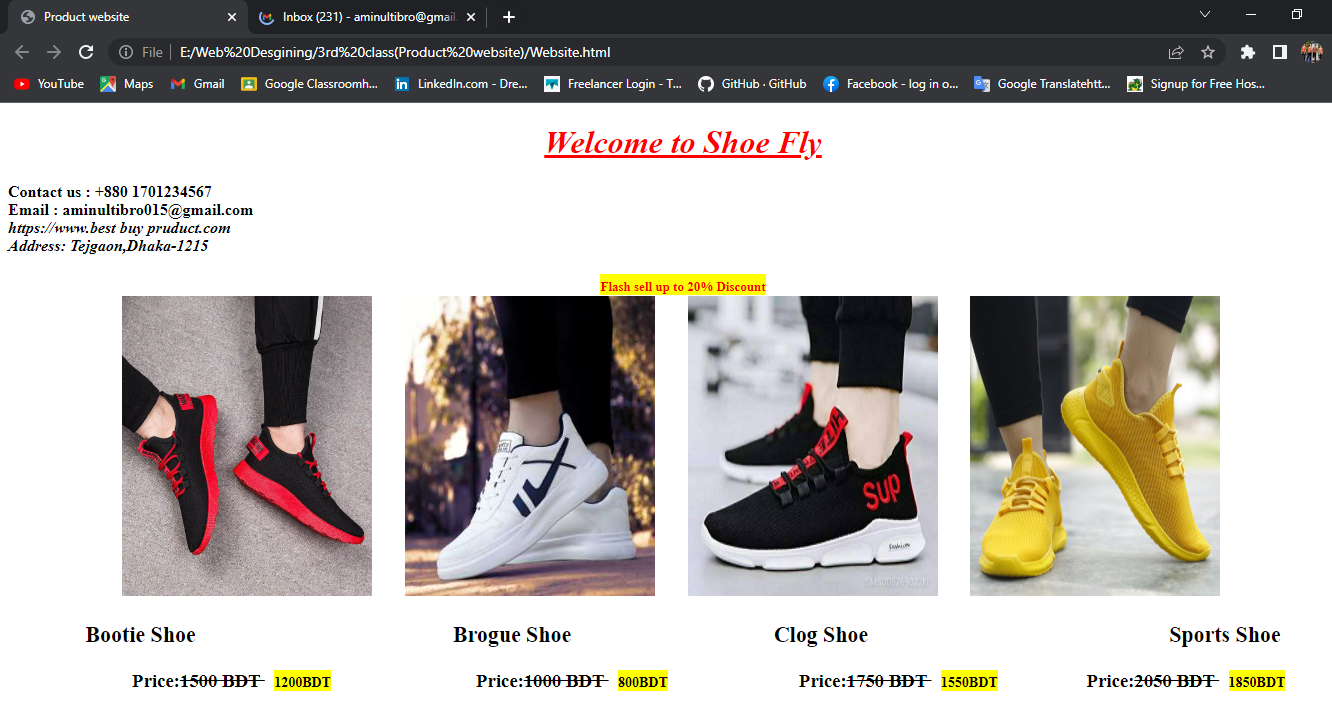 Product website
Inbox (231) - aminultibro@gmail.
File | E:/Web%20Desgining/3rd%20class(Product%20website)/Website.html
YouTube Maps Gmail Google Classroomh... LinkedIn.com - Dre... Freelancer Login - T... GitHub · GitHub Facebook - log in o... Google Translatehtt... Signup for Free Hos...
Welcome to Shoe Fly
Contact us : +880 1701234567
Email : aminultibro015@gmail.com
https://www.best buy pruduct.com
Address: Tejgaon,Dhaka-1215
Flash sell up to 20% Discount
sup
fashion
Bootie Shoe Brogue Shoe Clog Shoe Sports Shoe
Price:1500 BDT 1200BDT Price:1000 BDT 800BDT Price:1750 BDT 1550BDT Price:2050 BDT 1850BDT